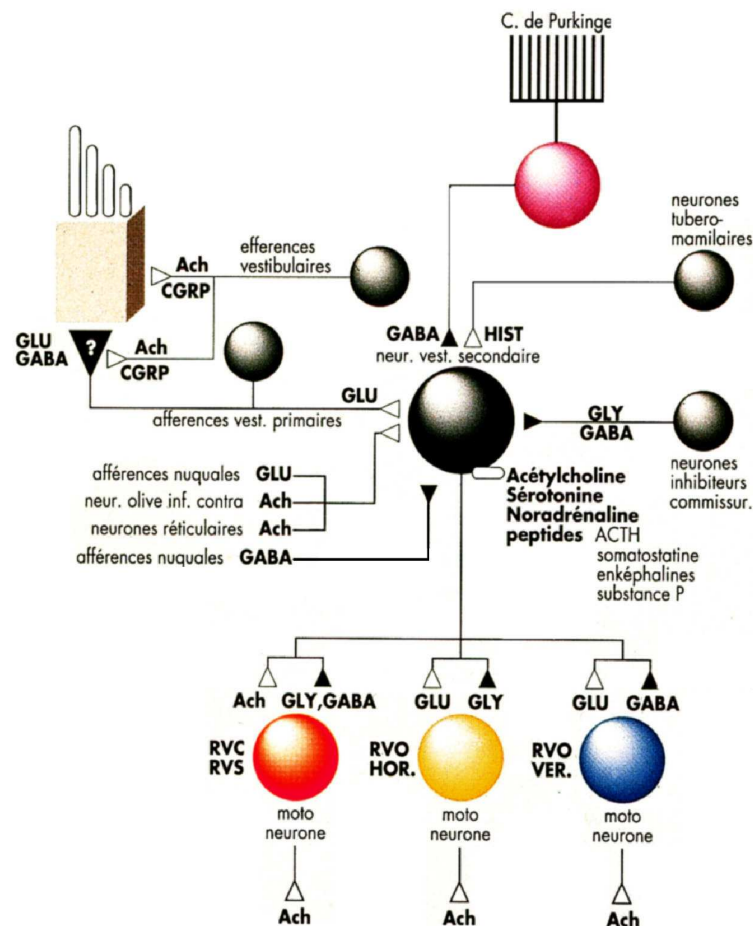 C. de Purkinge
neurones
tubero-
mamilaires
efferences
vestibulaires
Ach
CGRP
GABA
HIST
neur. vest. secondaire
GLU
GABA
?
Ach
CGRP
GLU
afferences vest. primaires
GLY
GABA
neurones
inhibiteurs
commissur.
afférences nuquales GLU
neur. olive inf. contra Ach
neurones réticulaires Ach
afférences nuquales GABA
Acétylcholine
Sérotonine
Noradrénaline
peptides ACTH
somatostatine
enképhalines
substance P
Ach GLY,GABA
GLU GLY
GLU GABA
RVC
RVS
RVO
HOR.
RVO
VER.
moto
neurone
moto
neurone
moto
neurone
Ach
Ach
Ach